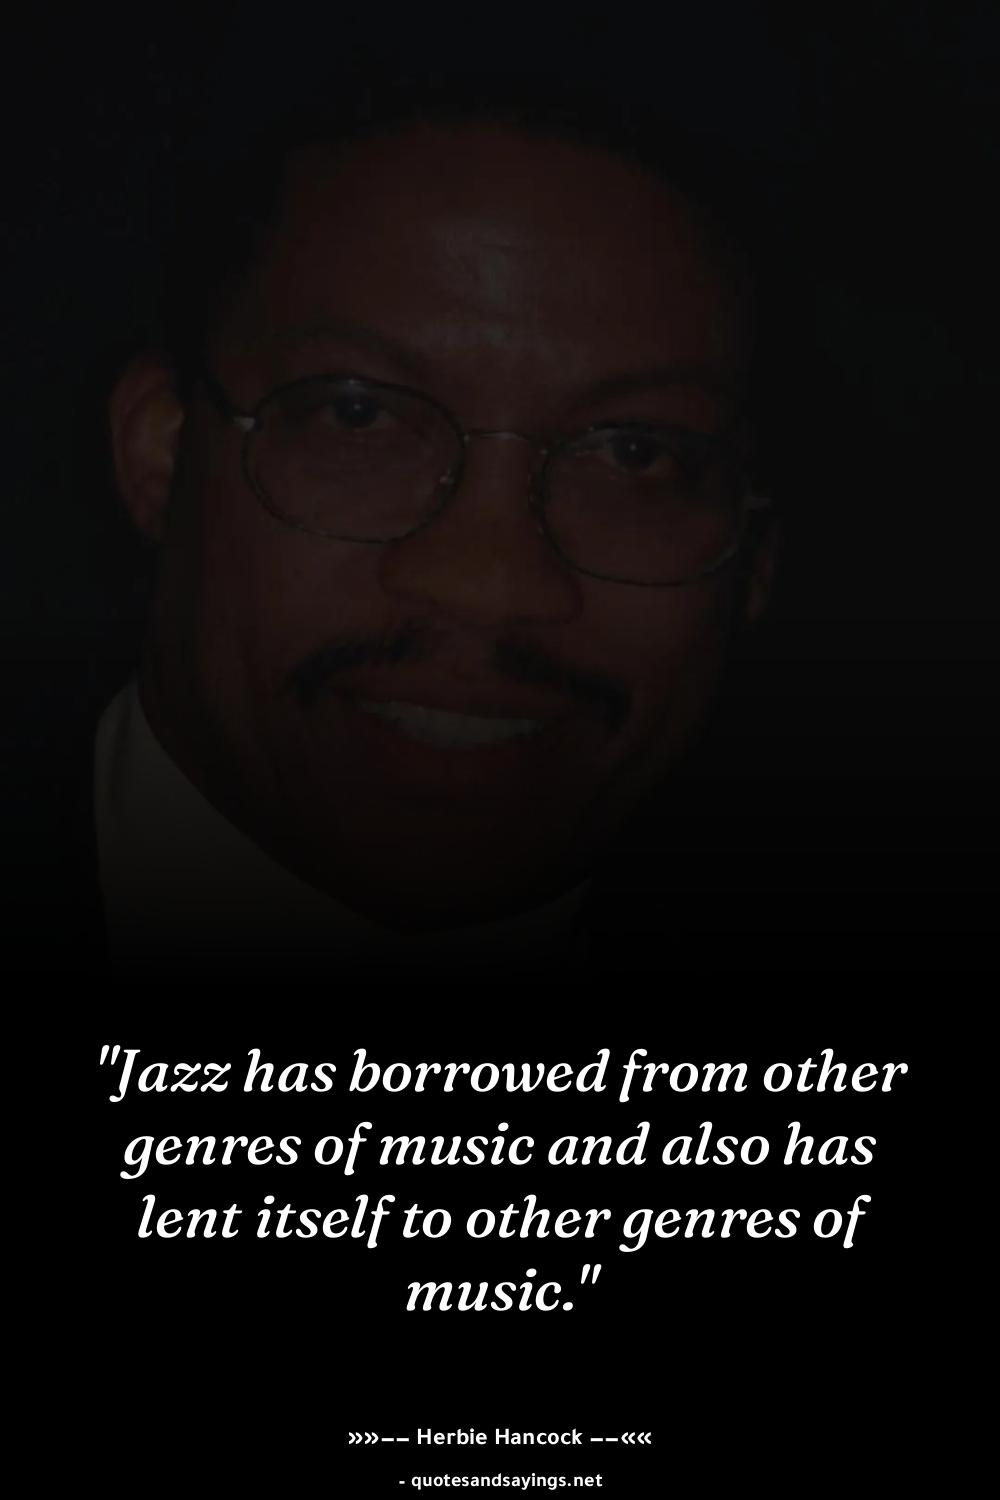 "Jazz has borrowed from other
genres of music and also has
lent itself to other genres of
music."
»»–– Herbie Hancock ––««
- quotesandsayings.net